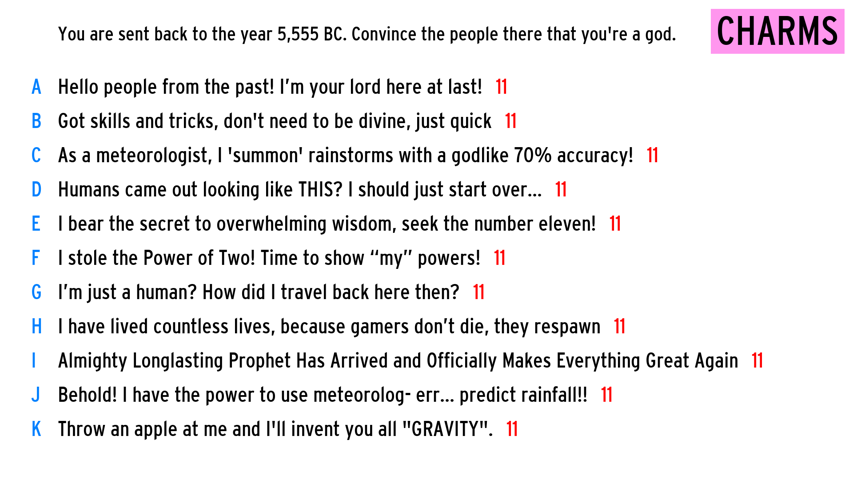 You are sent back to the year 5,555 BC. Convince the people there that you're a god.
CHARMS
A Hello people from the past! I’m your lord here at last! 11
B Got skills and tricks, don't need to be divine, just quick 11
C As a meteorologist, I 'summon' rainstorms with a godlike 70% accuracy! 11
D Humans came out looking like THIS? I should just start over... 11
E I bear the secret to overwhelming wisdom, seek the number eleven! 11
F I stole the Power of Two! Time to show “my” powers! 11
G I’m just a human? How did I travel back here then? 11
H I have lived countless lives, because gamers don’t die, they respawn 11
I Almighty Longlasting Prophet Has Arrived and Officially Makes Everything Great Again 11
J Behold! I have the power to use meteorolog- err... predict rainfall!! 11
K Throw an apple at me and I'll invent you all "GRAVITY". 11